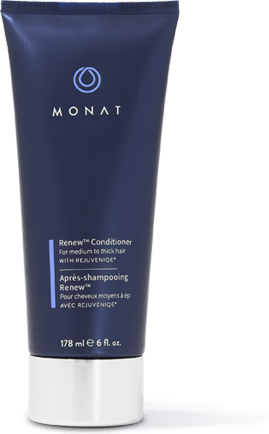 MONAT
Renew™ Conditioner
For medium to thick hair
WITH REJUVENIQE®
Après-shampooing
Renew™
Pour cheveux moyens à ép
AVEC REJUVENIQE®
178 ml ℮ 6 fl. oz.